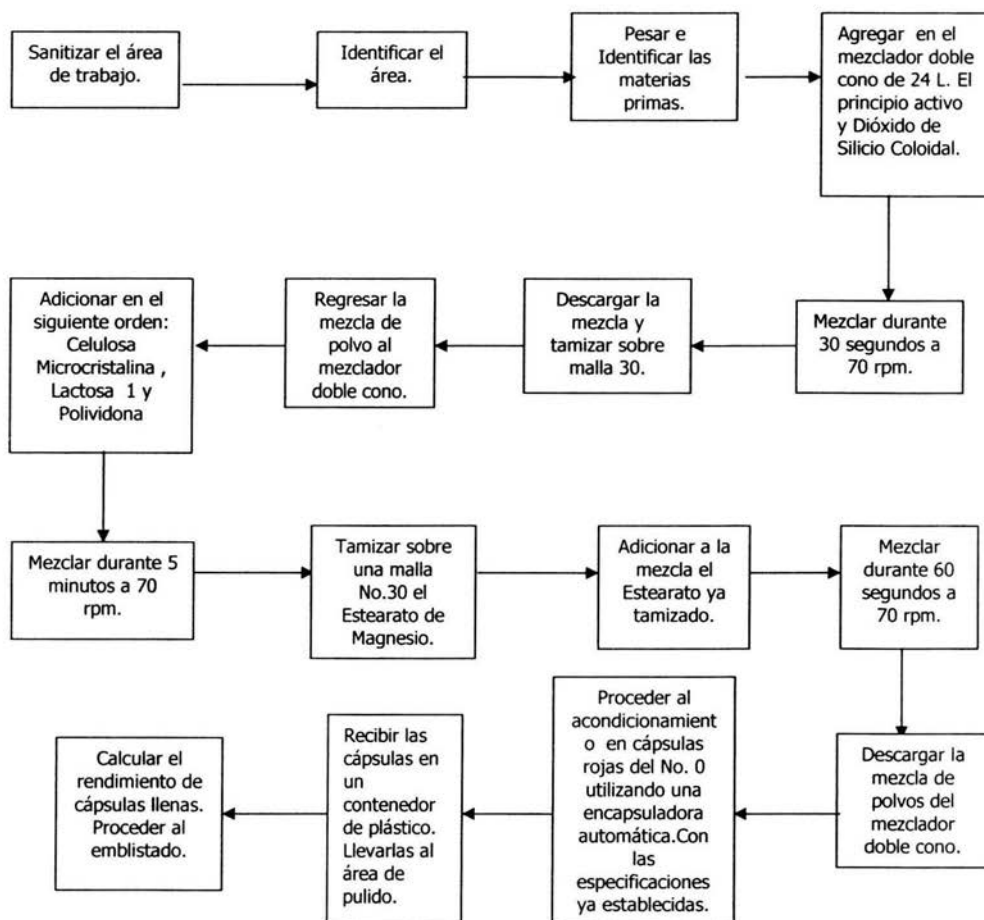 Sanitizar el área
de trabajo.
Identificar el
área.
Pesar e
Identificar las
materias
primas.
Agregar en el
mezclador doble
cono de 24 L. El
principio activo
y Dióxido de
Silicio Coloidal.
Mezclar durante
30 segundos a
70 rpm.
Descargar la
mezcla y
tamizar sobre
malla 30.
Regresar la
mezcla de
polvo al
mezclador
doble cono.
Adicionar en el
siguiente orden:
Celulosa
Microcristalina ,
Lactosa 1 y
Polividona
Mezclar durante 5
minutos a 70
rpm.
Tamizar sobre
una malla
No.30 el
Estearato de
Magnesio.
Adicionar a la
mezcla el
Estearato ya
tamizado.
Mezclar
durante 60
segundos a
70 rpm.
Descargar la
mezcla de
polvos del
mezclador
doble cono.
Proceder al
acondicionamient
o en cápsulas
rojas del No. 0
utilizando una
encapsuladora
automática.Con
las
especificaciones
ya establecidas.
Recibir las
cápsulas en
un
contenedor
de plástico.
Llevarlas al
área de
pulido.
Calcular el
rendimiento de
cápsulas llenas.
Proceder al
emblistado.